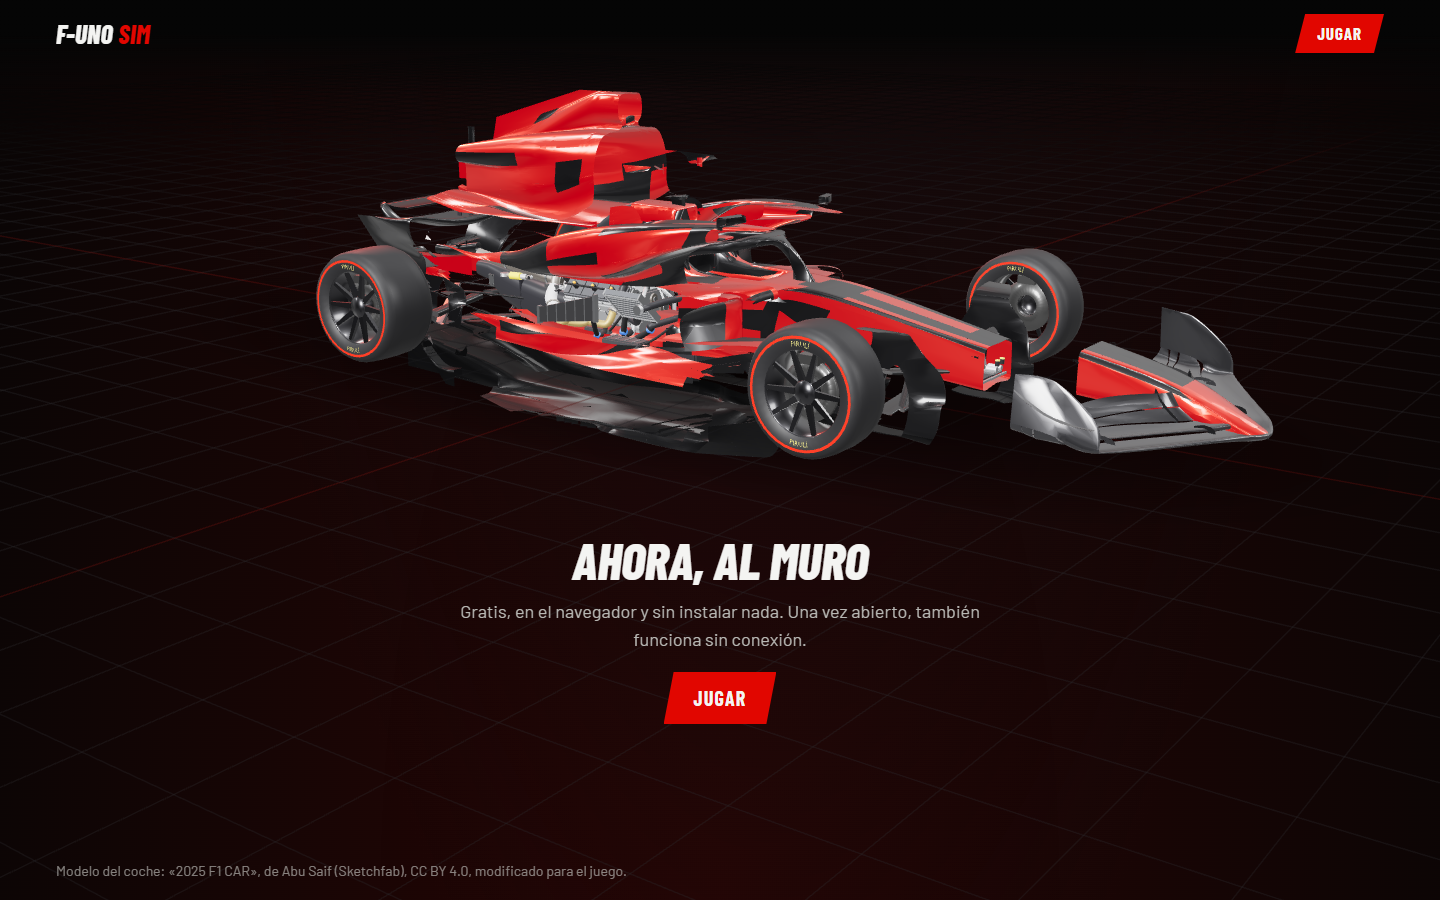 F-UNO SIM
JUGAR
AHORA, AL MURO
Gratis, en el navegador y sin instalar nada. Una vez abierto, también
funciona sin conexión.
JUGAR
Modelo del coche: «2025 F1 CAR», de Abu Saif (Sketchfab), CC BY 4.0, modificado para el juego.